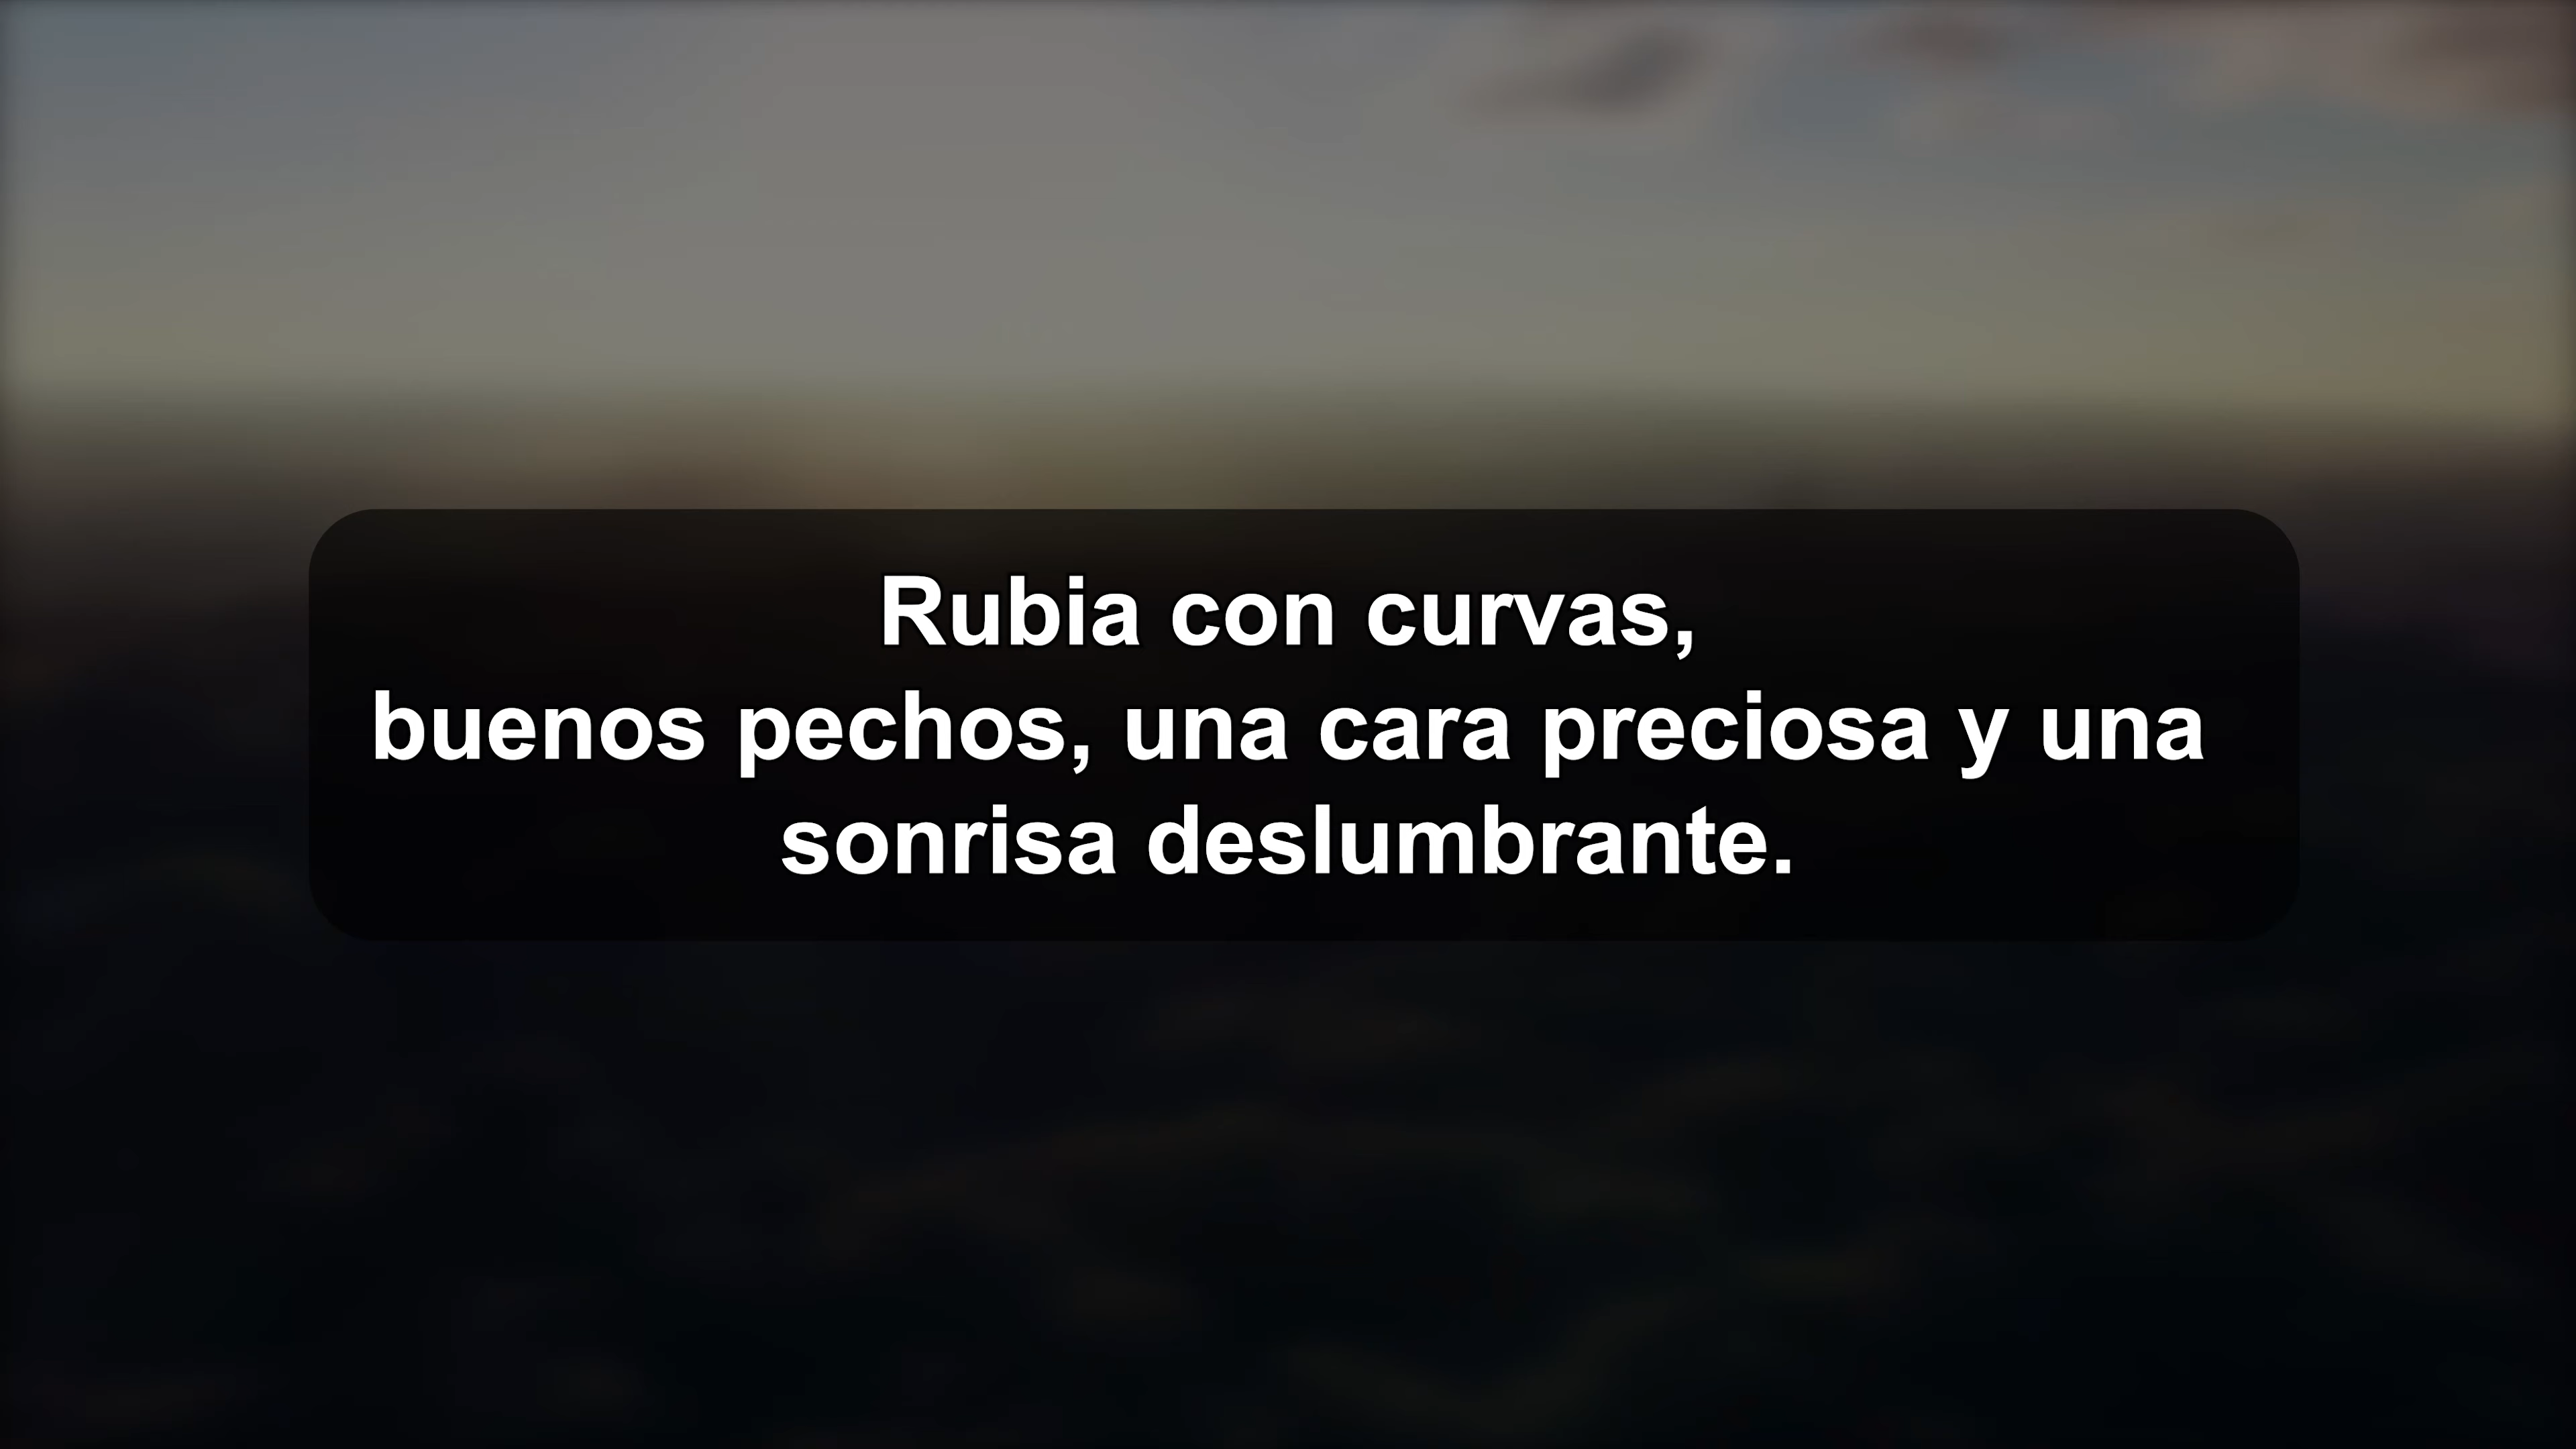 Rubia con curvas,
buenos pechos, una cara preciosa y una
sonrisa deslumbrante.